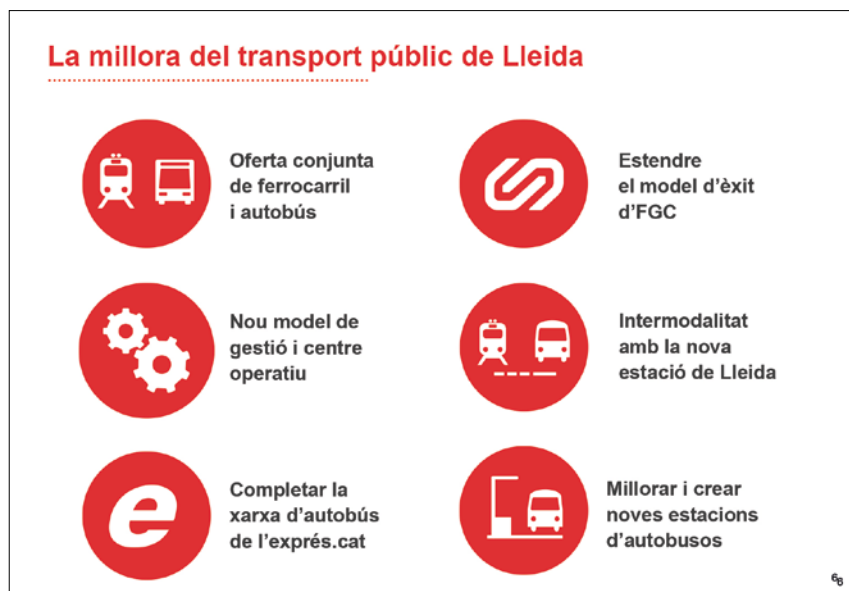 La millora del transport públic de Lleida
Oferta conjunta
de ferrocarril
i autobús
Estendre
el model d'èxit
d'FGC
Nou model de
gestió i centre
operatiu
Intermodalitat
amb la nova
estació de Lleida
e
Completar la
xarxa d'autobús
de l'exprés.cat
Millorar i crear
noves estacions
d'autobusos